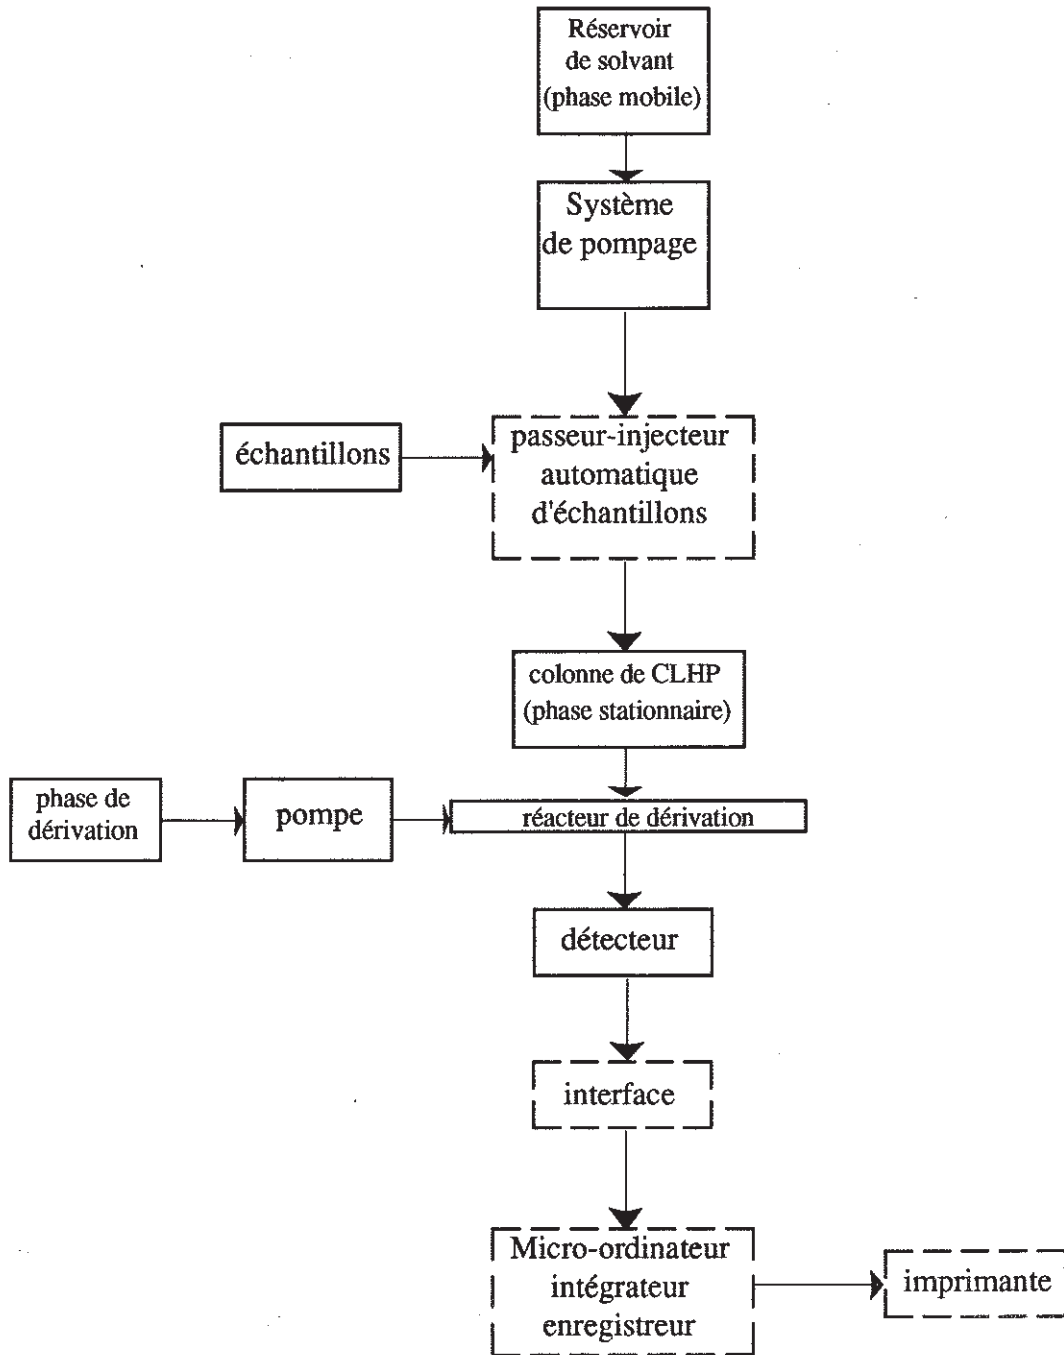 Réservoir
de solvant
(phase mobile)
Système
de pompage
échantillons
passeur-injecteur
automatique
d'échantillons
colonne de CLHP
(phase stationnaire)
phase de
dérivation
pompe
réacteur de dérivation
détecteur
interface
Micro-ordinateur
intégrateur
enregistreur
imprimante